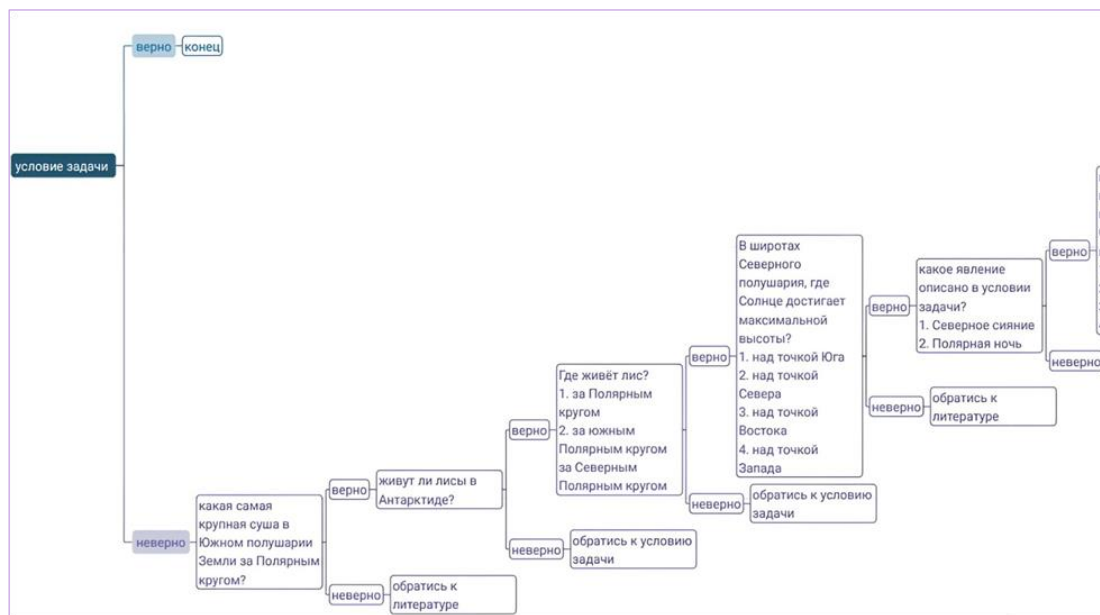 условие задачи
верно
конец
неверно
какая самая
крупная суша в
Южном полушарии
Земли за Полярным
кругом?
верно
живут ли лисы в
Антарктиде?
неверно
обратись к
литературе
верно
Где живёт лис?
1. за Полярным
кругом
2. за южным
Полярным кругом
за Северным
Полярным кругом
неверно
обратись к условию
задачи
верно
В широтах
Северного
полушария, где
Солнце достигает
максимальной
высоты?
1. над точкой Юга
2. над точкой
Севера
3. над точкой
Востока
4. над точкой
Запада
неверно
обратись к условию
задачи
верно
какое явление
описано в условии
задачи?
1. Северное сияние
2. Полярная ночь
неверно
обратись к
литературе
верно
неверно